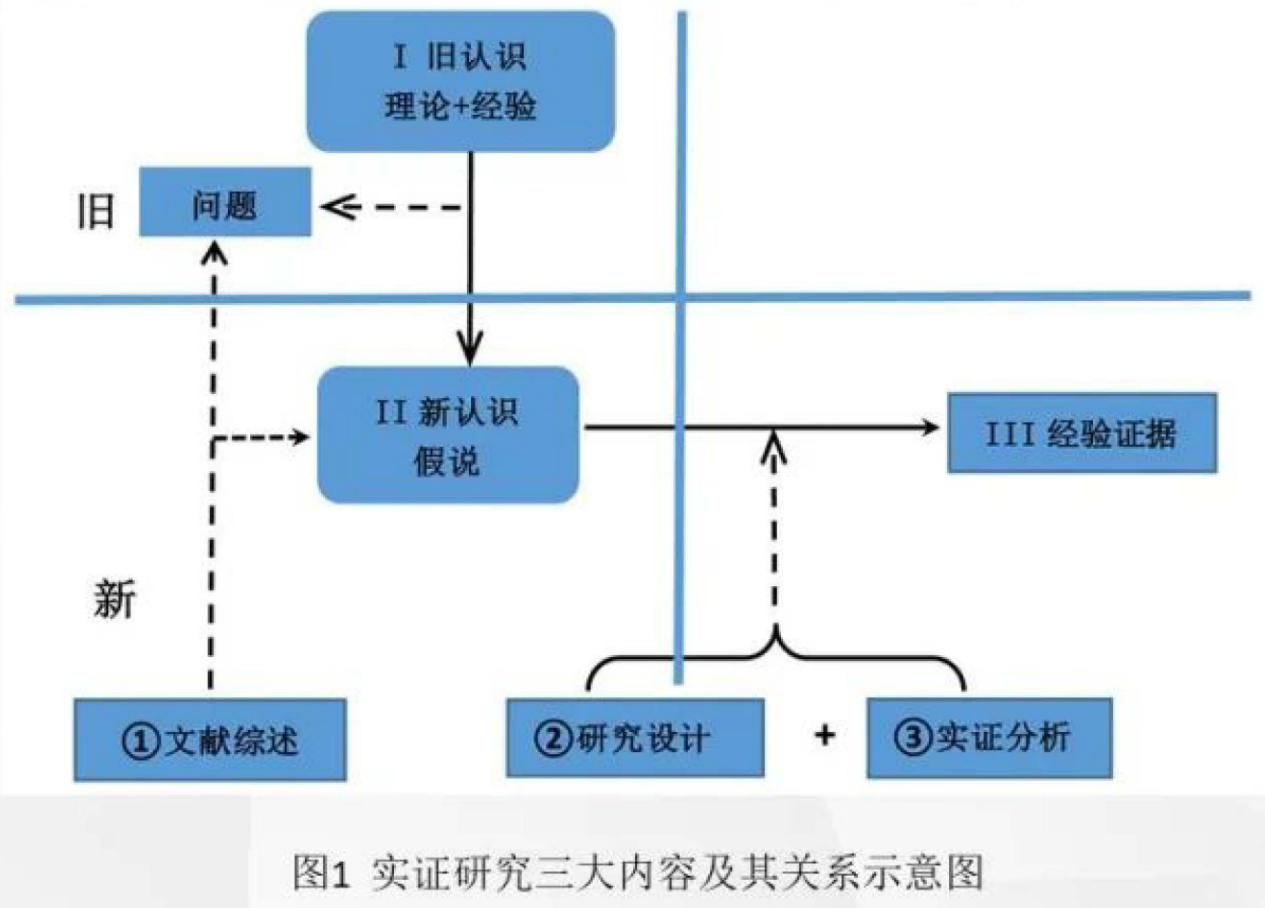 I 旧认识
理论+经验
旧
问题
II 新认识
假说
III 经验证据
新
①文献综述
②研究设计
+
③实证分析
图1 实证研究三大内容及其关系示意图